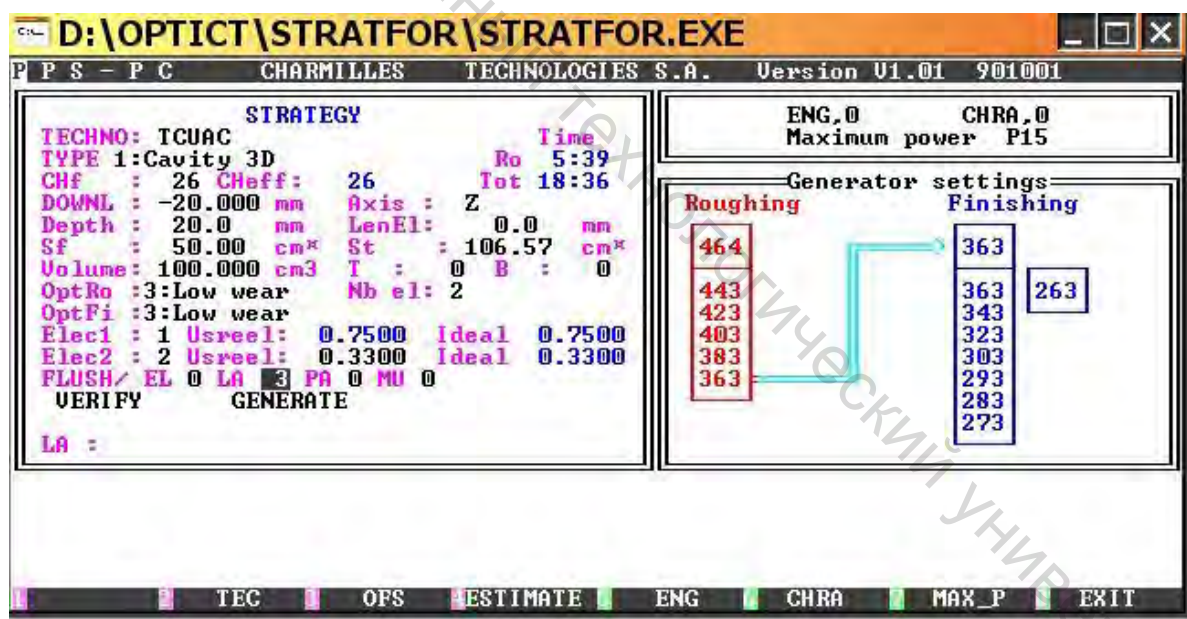 D:\OPTICT\STRATFOR\STRATFOR.EXE
P P S - P C CHARMILLES TECHNOLOGIES S.A. Version V1.01 901001
STRATEGY
TECHNO: TCUAC Time
TYPE 1:Cavity 3D Ro 5:39
CHf : 26 CHeff: 26 Tot 18:36
DOWNL : -20.000 mm Axis : Z
Depth : 20.0 mm LenEl: 0.0 mm
Sf : 50.00 cm× St : 106.57 cm×
Volume: 100.000 cm3 T : 0 B : 0
OptRo :3:Low wear Nb el: 2
OptFi :3:Low wear
Elec1 : 1 Usreel: 0.7500 Ideal 0.7500
Elec2 : 2 Usreel: 0.3300 Ideal 0.3300
FLUSH/ EL 0 LA 3 PA 0 MU 0
VERIFY GENERATE
LA :
ENG,0 CHRA,0
Maximum power P15
Generator settings
Roughing Finishing
464 363
443 363 263
423 343
403 323
383 303
363 293
283
273
TEC OFS ESTIMATE ENG CHRA MAX_P EXIT
технологический универ